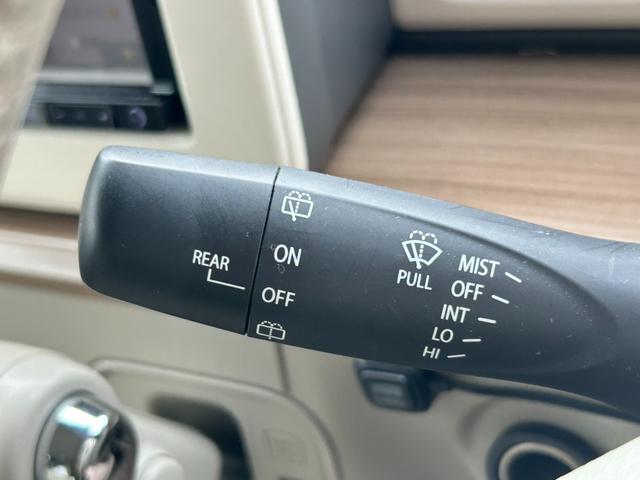 REAR
ON
OFF
PULL
MIST
OFF
INT
LO
HI